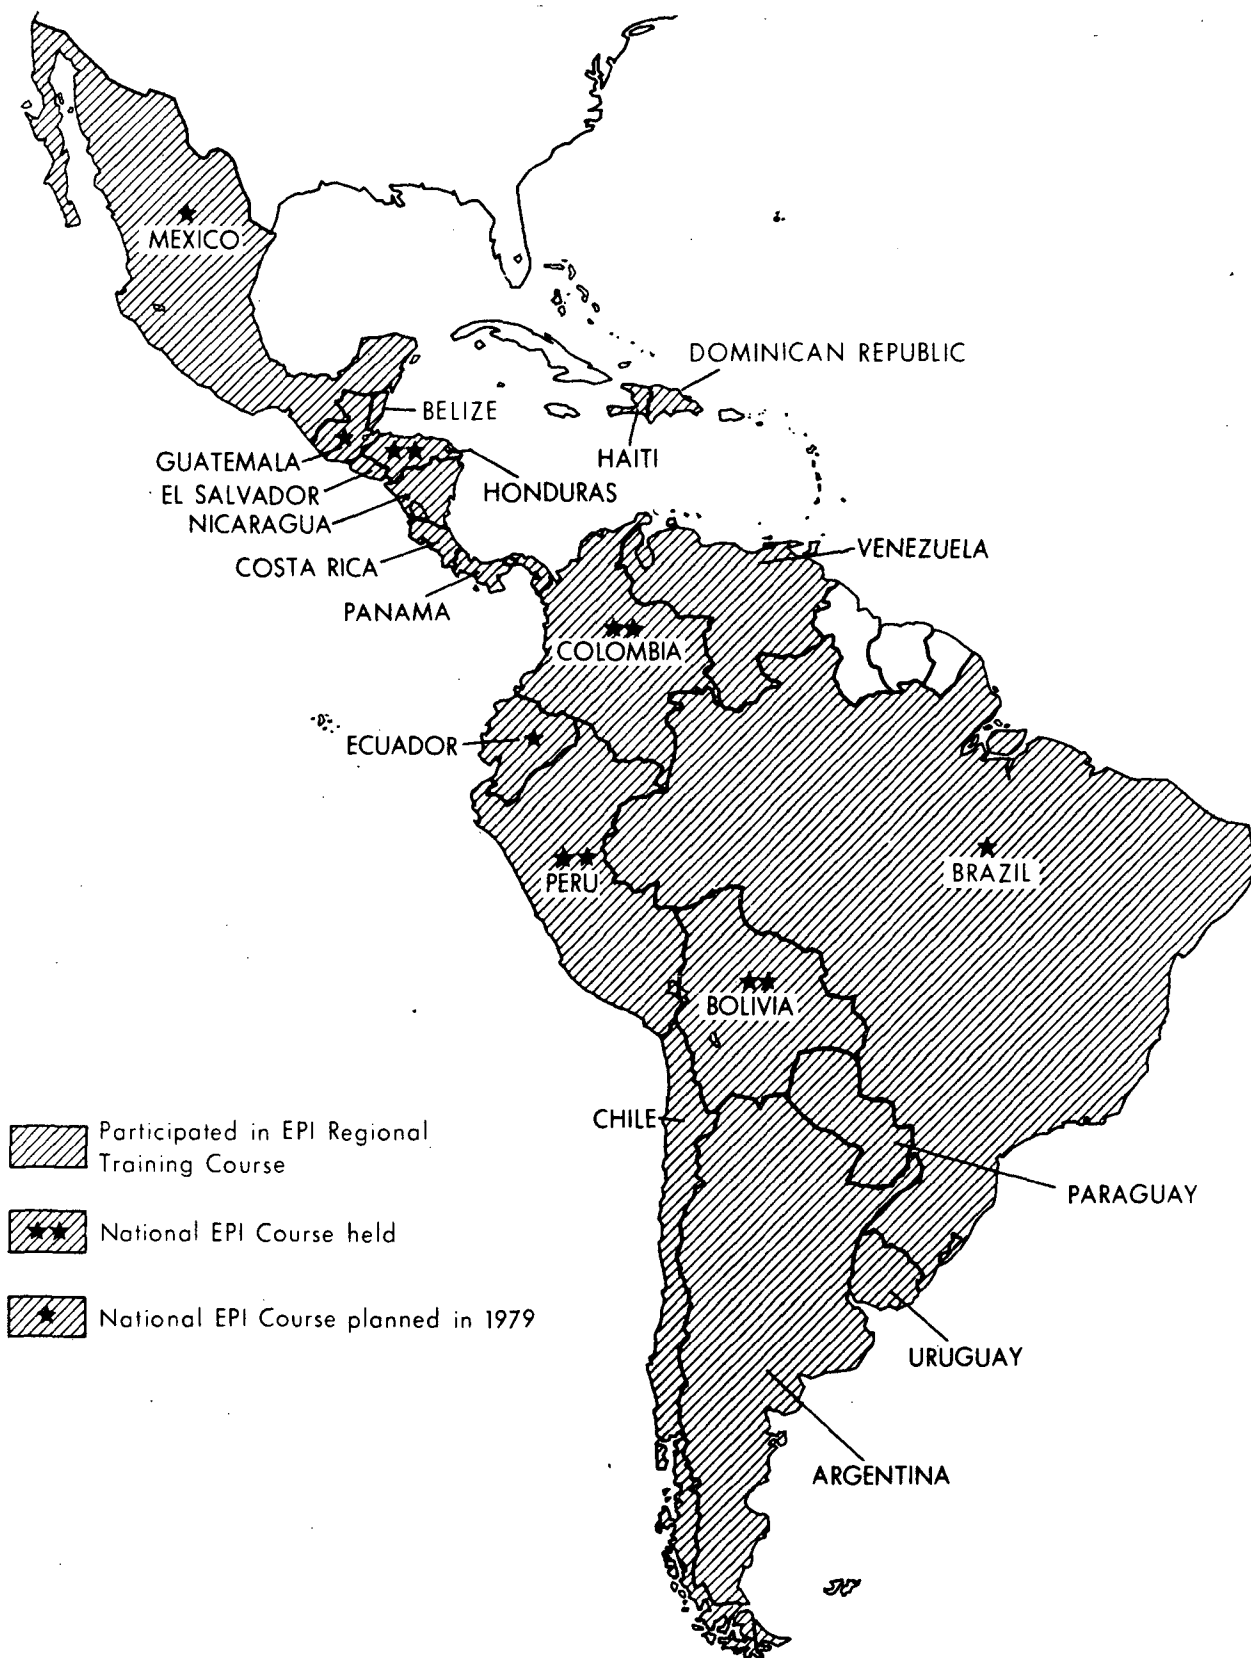 MEXICO
DOMINICAN REPUBLIC
BELIZE
HAITI
GUATEMALA
EL SALVADOR
HONDURAS
NICARAGUA
COSTA RICA
VENEZUELA
PANAMA
COLOMBIA
ECUADOR
PERU
BRAZIL
BOLIVIA
CHILE
PARAGUAY
URUGUAY
ARGENTINA
Participated in EPI Regional
Training Course
National EPI Course held
National EPI Course planned in 1979